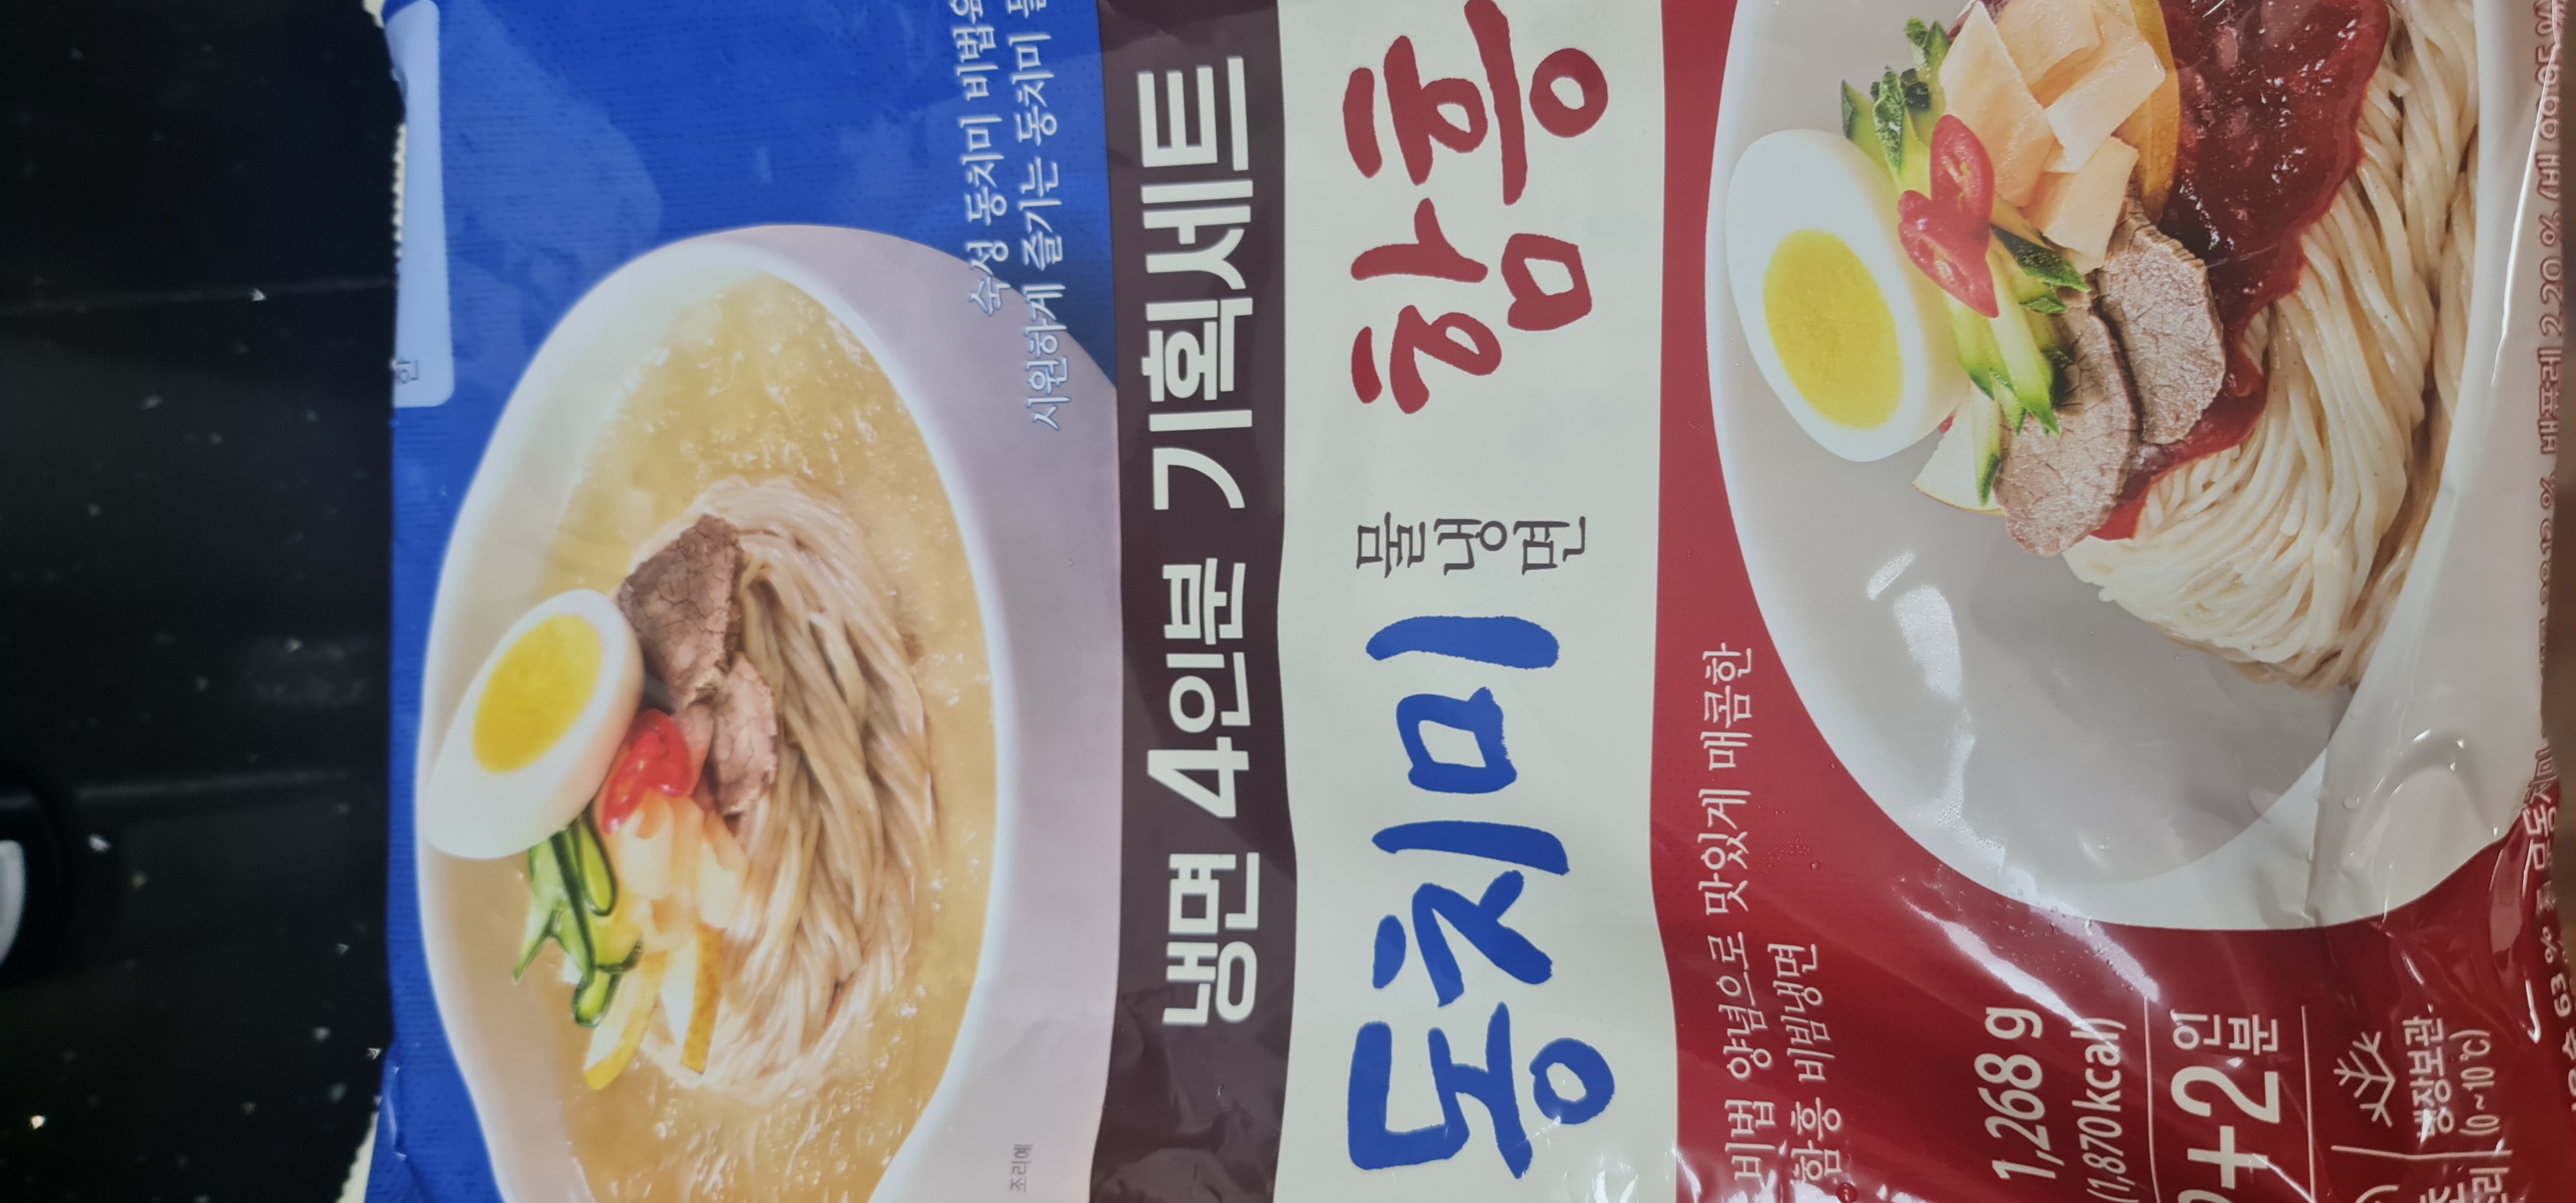 숙성 동치미 비법육
시원하게 즐기는 동치미
냉면 4인분 기획세트
동치미 물냉면 함흥
비법 양념으로 맛있게 매콤한
함흥 비빔냉면
1,268 g
(1,870 kcal)
2+2인분
냉장보관
(0~10℃)
조리예